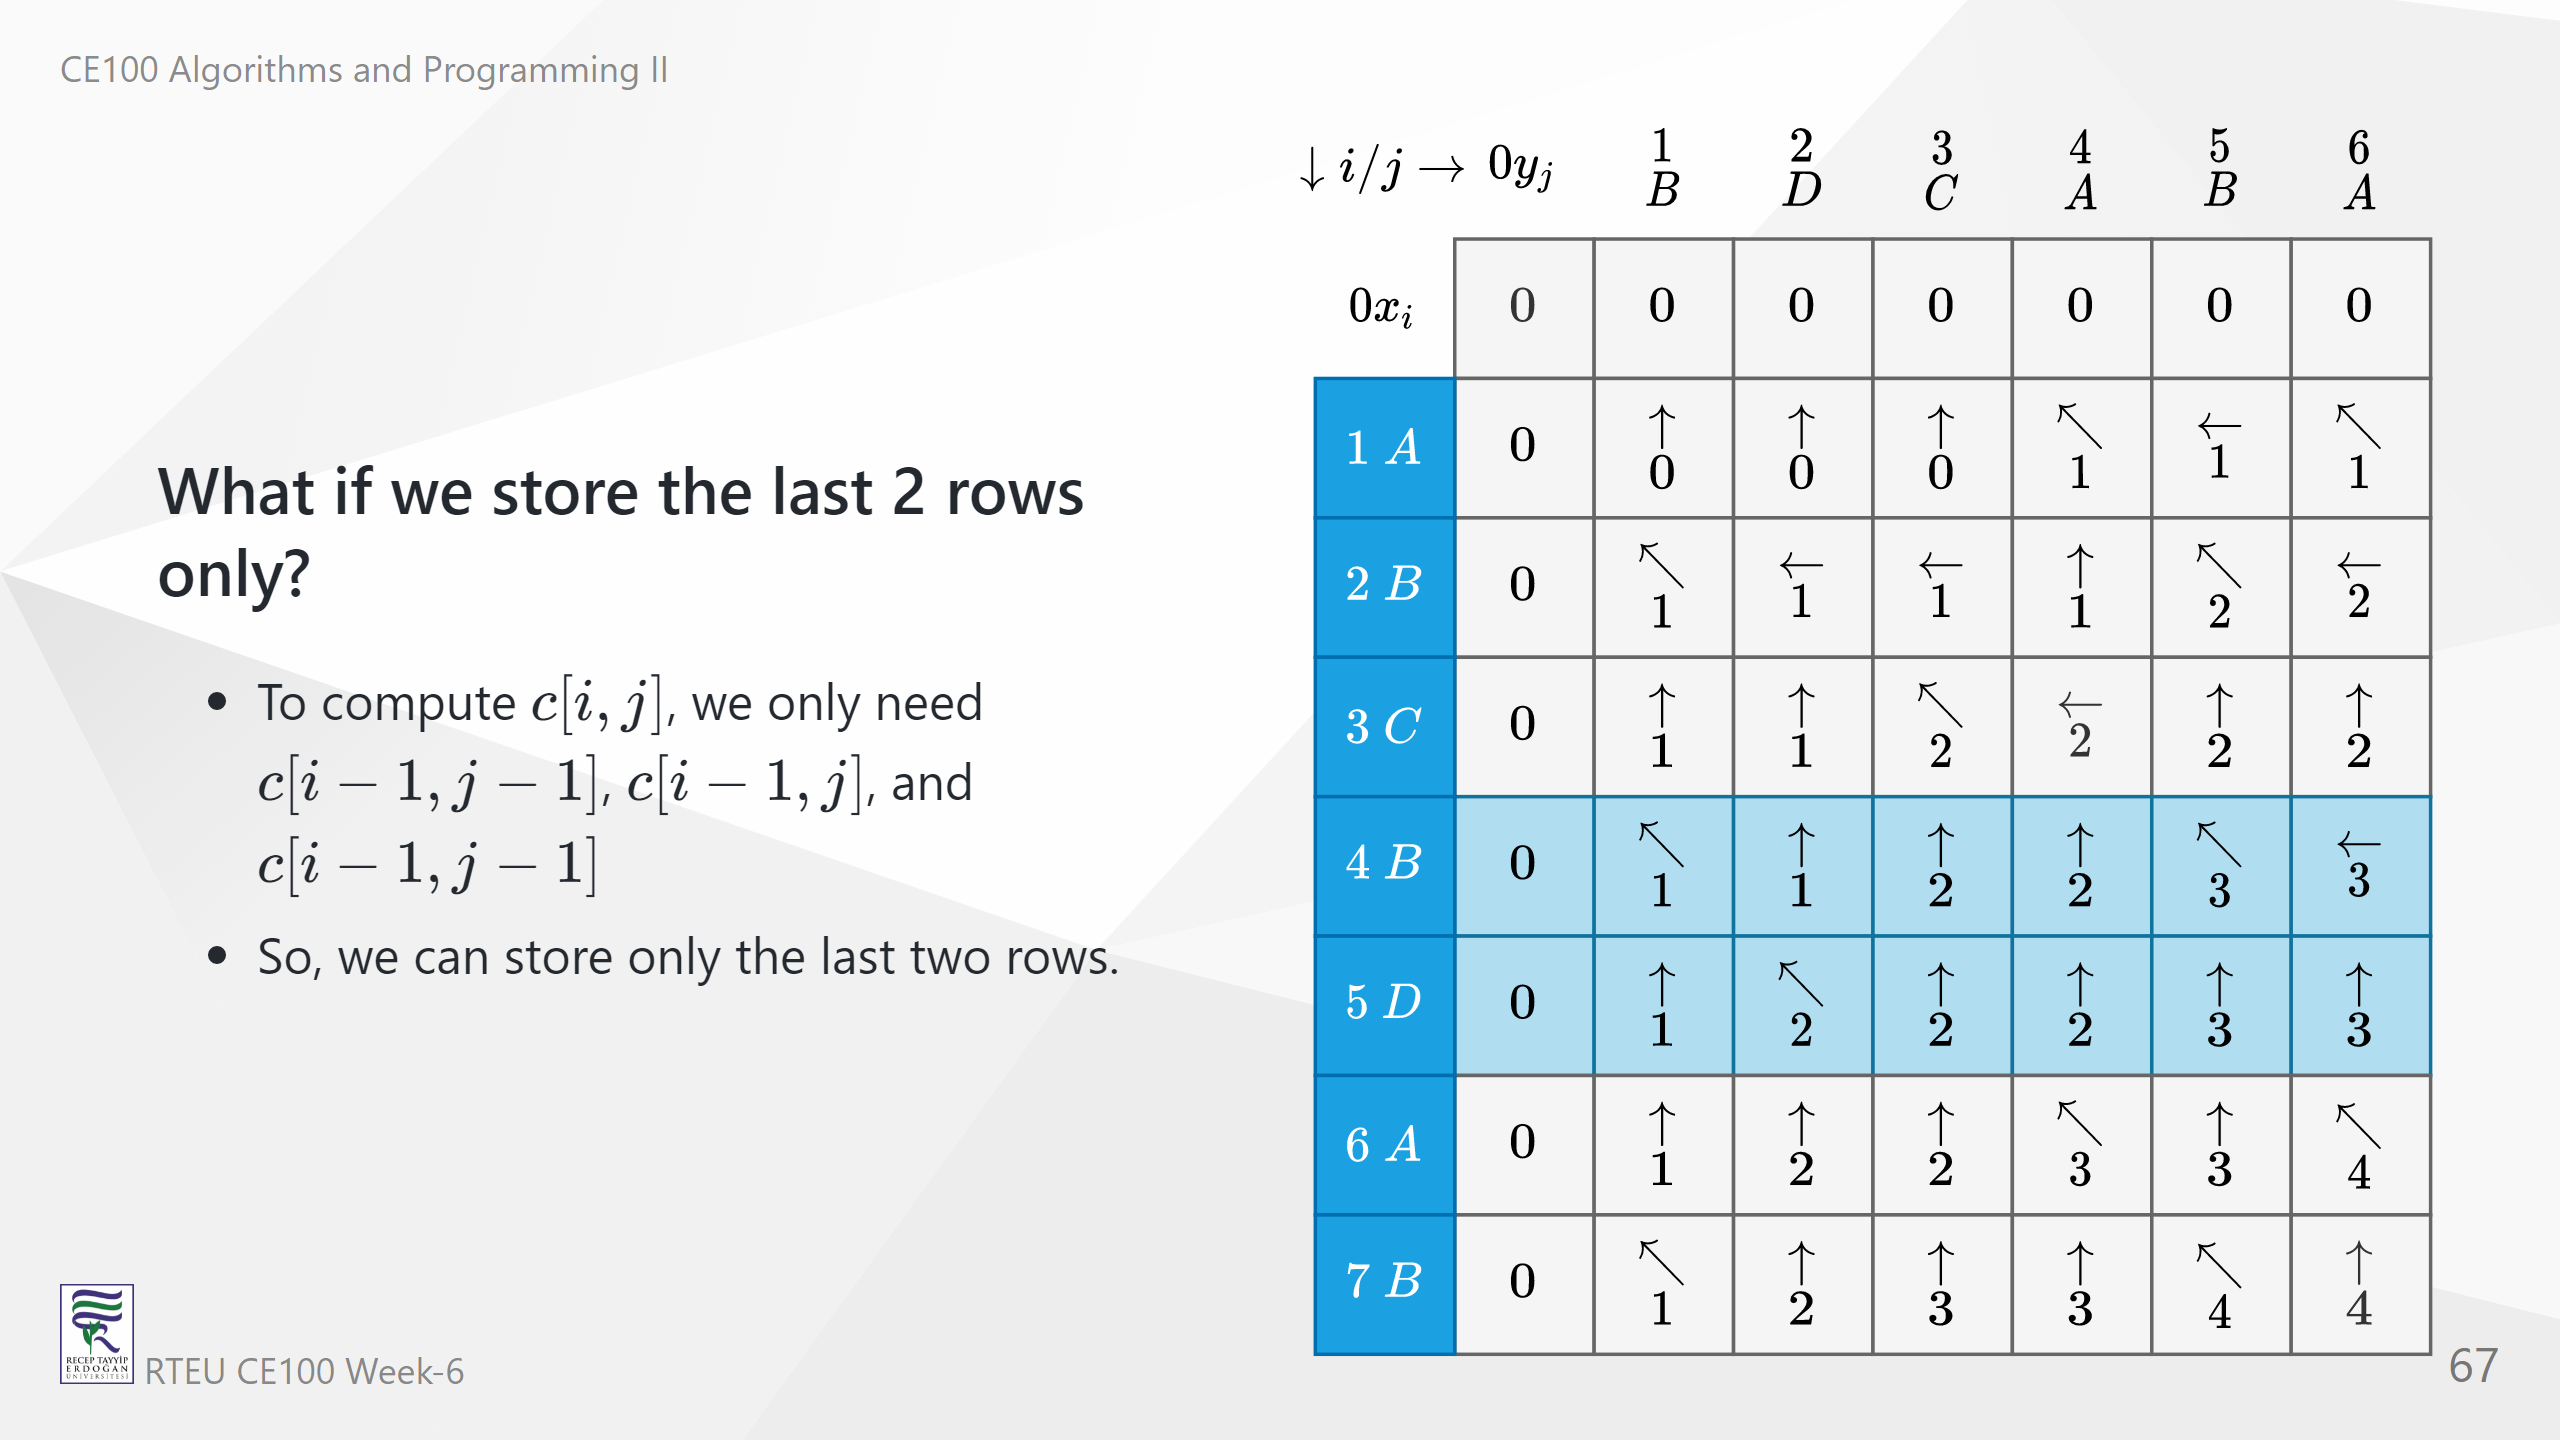 CE100 Algorithms and Programming II
What if we store the last 2 rows
only?
• To compute c[i, j], we only need
c[i − 1, j − 1], c[i − 1, j], and
c[i − 1, j − 1]
• So, we can store only the last two rows.
↓ i/j → 0y_j 1 2 3 4 5 6
B D C A B A
0x_i 0 0 0 0 0 0 0
↑ ↑ ↑ ↖ ← ↖
1 A 0 0 0 0 1 1 1
↖ ← ← ↑ ↖ ←
2 B 0 1 1 1 1 2 2
↑ ↑ ↖ ← ↑ ↑
3 C 0 1 1 2 2 2 2
↖ ↑ ↑ ↑ ↖ ←
4 B 0 1 1 2 2 3 3
↑ ↖ ↑ ↑ ↑ ↑
5 D 0 1 2 2 2 3 3
↑ ↑ ↑ ↖ ↑ ↖
6 A 0 1 2 2 3 3 4
↖ ↑ ↑ ↑ ↖ ↑
7 B 0 1 2 3 3 4 4
RECEP TAYYİP
ERDOĞAN
ÜNİVERSİTESİ
RTEU CE100 Week-6
67